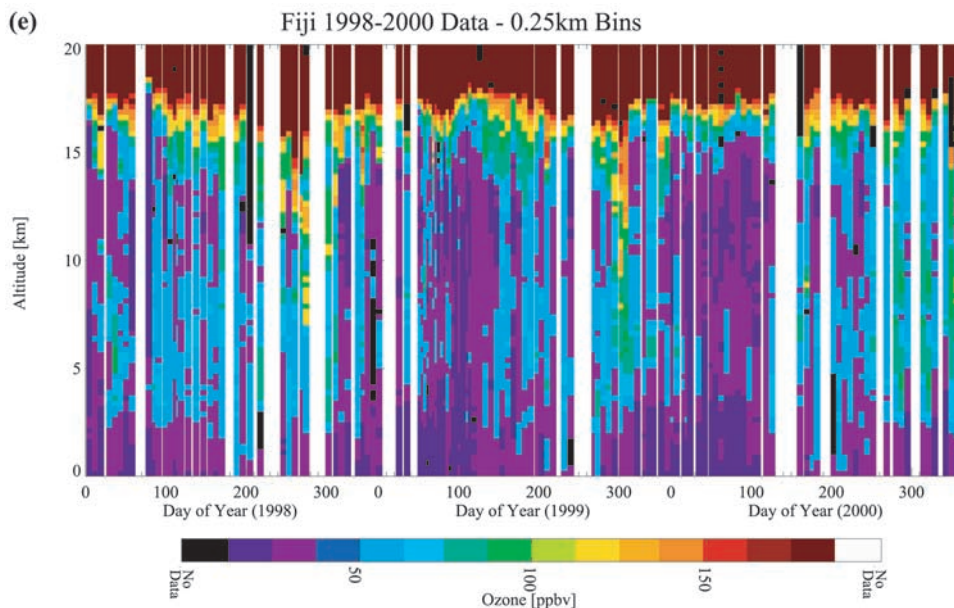 (e)
Fiji 1998-2000 Data - 0.25km Bins
Altitude [km]
20
15
10
5
0
0 100 200 300 0 100 200 300 0 100 200 300
Day of Year (1998) Day of Year (1999) Day of Year (2000)
No Data 50 100 150 No Data
Ozone [ppbv]